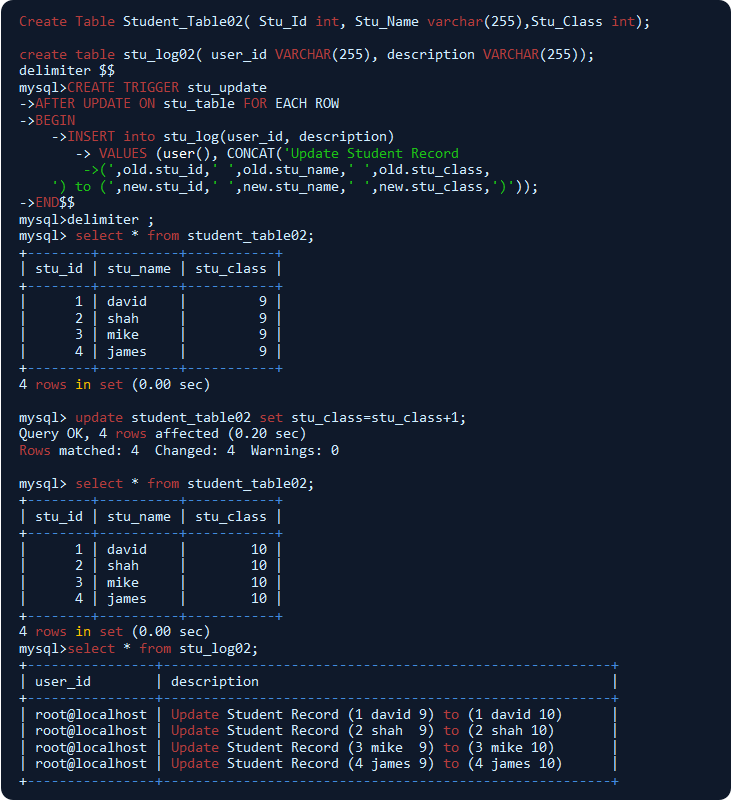 Create Table Student_Table02( Stu_Id int, Stu_Name varchar(255),Stu_Class int);

create table stu_log02( user_id VARCHAR(255), description VARCHAR(255));
delimiter $$
mysql>CREATE TRIGGER stu_update
->AFTER UPDATE ON stu_table FOR EACH ROW
->BEGIN
    ->INSERT into stu_log(user_id, description)
       -> VALUES (user(), CONCAT('Update Student Record
        ->(',old.stu_id,' ',old.stu_name,' ',old.stu_class,
    ') to (',new.stu_id,' ',new.stu_name,' ',new.stu_class,')'));
->END$$
mysql>delimiter ;
mysql> select * from student_table02;
+--------+----------+-----------+
| stu_id | stu_name | stu_class |
+--------+----------+-----------+
|      1 | david    |         9 |
|      2 | shah     |         9 |
|      3 | mike     |         9 |
|      4 | james    |         9 |
+--------+----------+-----------+
4 rows in set (0.00 sec)

mysql> update student_table02 set stu_class=stu_class+1;
Query OK, 4 rows affected (0.20 sec)
Rows matched: 4  Changed: 4  Warnings: 0

mysql> select * from student_table02;
+--------+----------+-----------+
| stu_id | stu_name | stu_class |
+--------+----------+-----------+
|      1 | david    |        10 |
|      2 | shah     |        10 |
|      3 | mike     |        10 |
|      4 | james    |        10 |
+--------+----------+-----------+
4 rows in set (0.00 sec)
mysql>select * from stu_log02;
+----------------+--------------------------------------------------------+
| user_id        | description                                            |
+----------------+--------------------------------------------------------+
| root@localhost | Update Student Record (1 david 9) to (1 david 10)      |
| root@localhost | Update Student Record (2 shah  9) to (2 shah 10)       |
| root@localhost | Update Student Record (3 mike  9) to (3 mike 10)       |
| root@localhost | Update Student Record (4 james 9) to (4 james 10)      |
+----------------+--------------------------------------------------------+